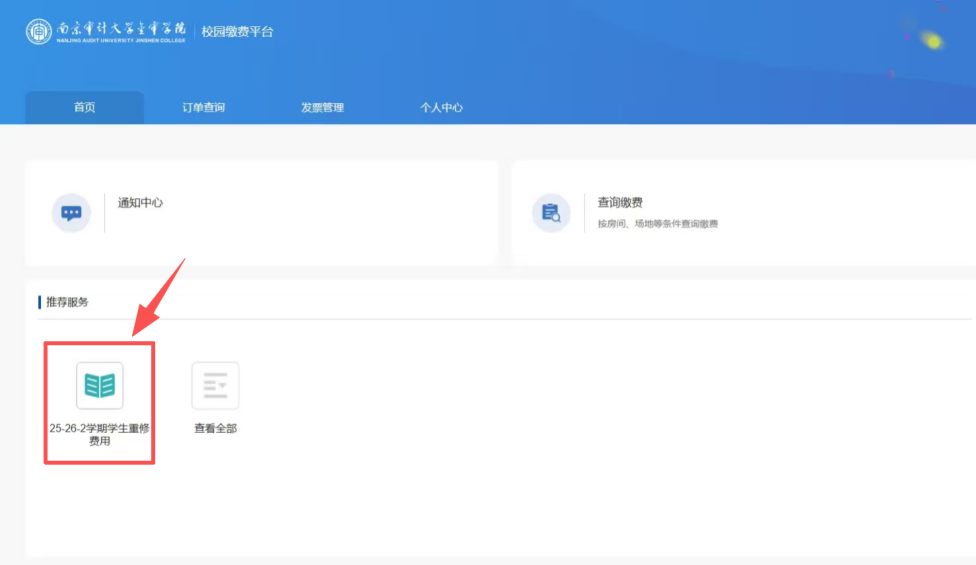 南京审计大学金审学院
NANJING AUDIT UNIVERSITY JINSHEN COLLEGE
校园缴费平台
首页 订单查询 发票管理 个人中心
通知中心
查询缴费
按房间、场地等条件查询缴费
推荐服务
25-26-2学期学生重修
费用
查看全部